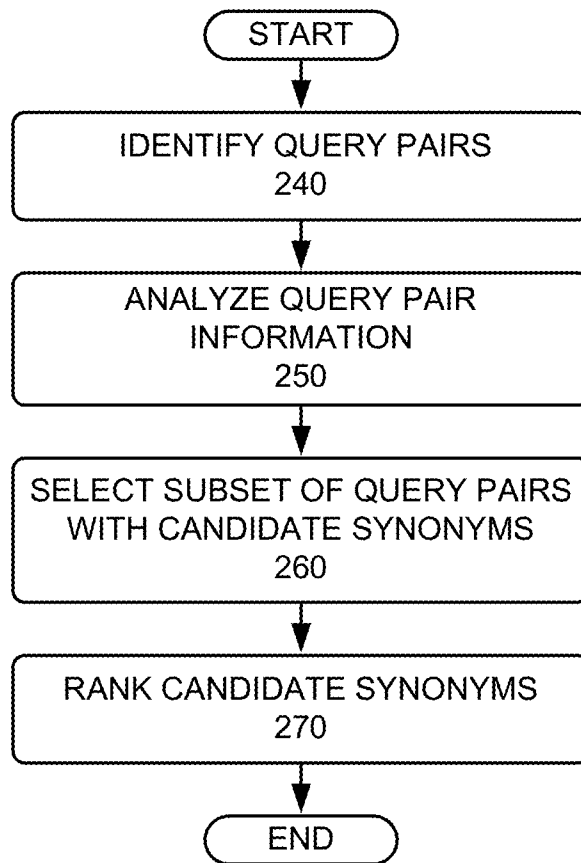 START
IDENTIFY QUERY PAIRS
240
ANALYZE QUERY PAIR
INFORMATION
250
SELECT SUBSET OF QUERY PAIRS
WITH CANDIDATE SYNONYMS
260
RANK CANDIDATE SYNONYMS
270
END